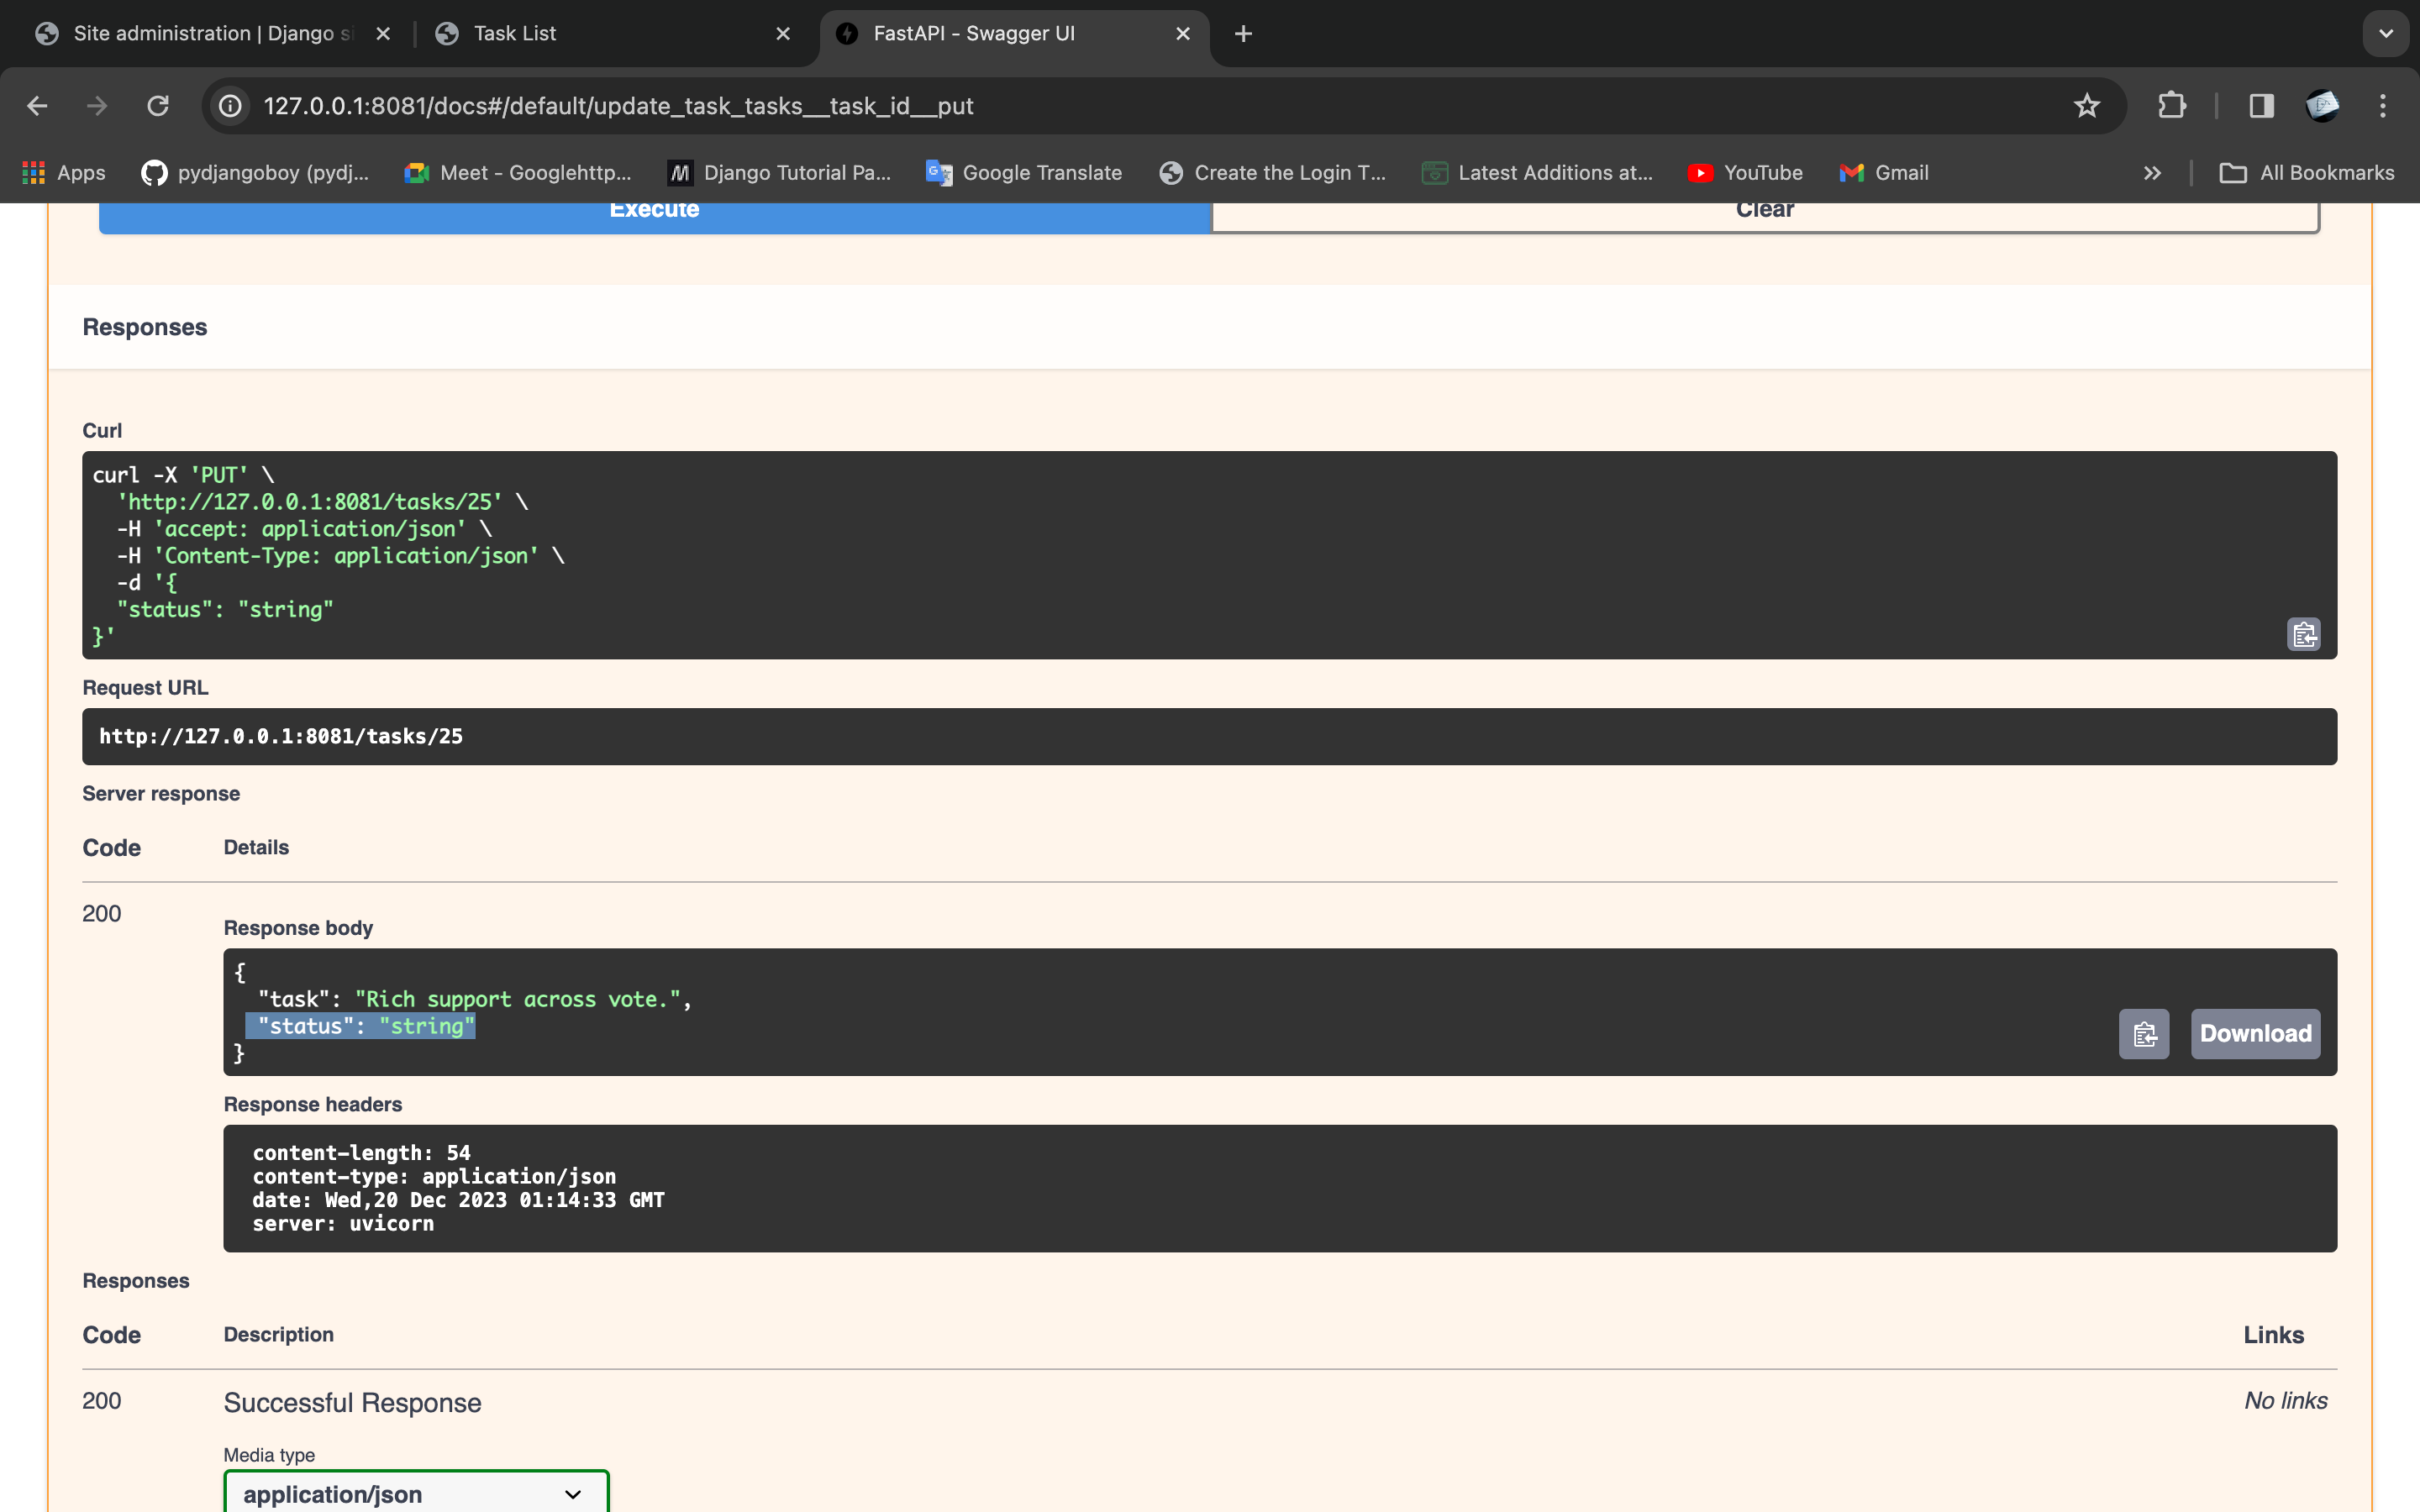 Site administration | Django si
Task List
FastAPI - Swagger UI
127.0.0.1:8081/docs#/default/update_task_tasks__task_id__put
Apps
pydjangoboy (pydj...
Meet - Googlehttp...
Django Tutorial Pa...
Google Translate
Create the Login T...
Latest Additions at...
YouTube
Gmail
All Bookmarks
Execute
Clear
Responses
Curl
curl -X 'PUT' \
'http://127.0.0.1:8081/tasks/25' \
-H 'accept: application/json' \
-H 'Content-Type: application/json' \
-d '{
"status": "string"
}'
Request URL
http://127.0.0.1:8081/tasks/25
Server response
Code Details
200
Response body
{
"task": "Rich support across vote.",
"status": "string"
}
Download
Response headers
content-length: 54
content-type: application/json
date: Wed,20 Dec 2023 01:14:33 GMT
server: uvicorn
Responses
Code Description Links
200 Successful Response No links
Media type
application/json